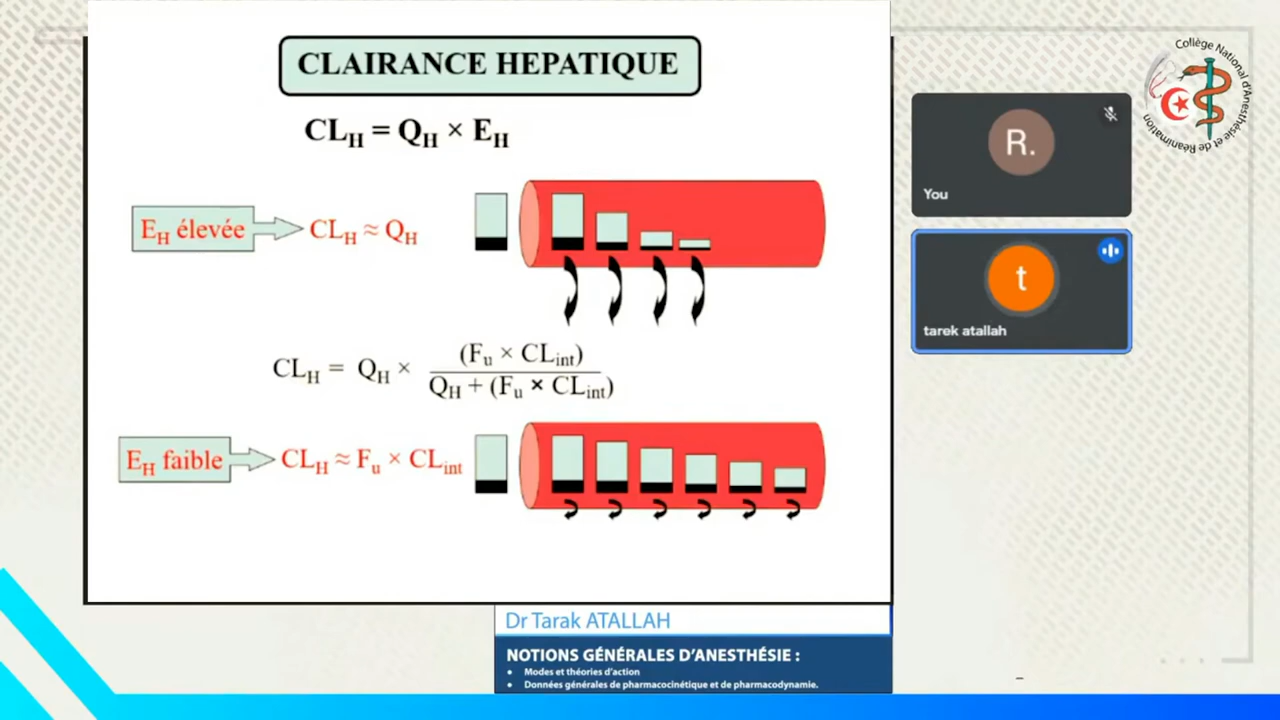 CLAIRANCE HEPATIQUE
CLH = QH × EH
EH élevée
CLH ≈ QH
CLH = QH × (Fu × CLint) / QH + (Fu × CLint)
EH faible
CLH ≈ Fu × CLint
Dr Tarak ATALLAH
NOTIONS GÉNÉRALES D'ANESTHÉSIE :
• Modes et théories d'action
• Données générales de pharmacocinétique et de pharmacodynamie.
Collège National d'Anesthésie et de Réanimation
R.
You
t
tarek atallah